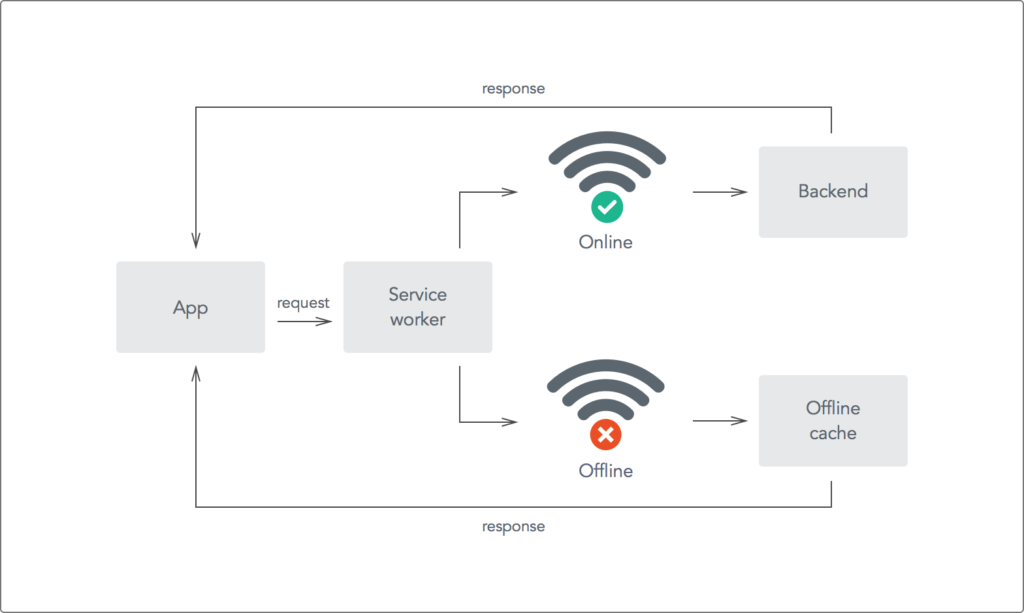 response
Backend
Online
App
request
Service
worker
Offline
cache
Offline
response